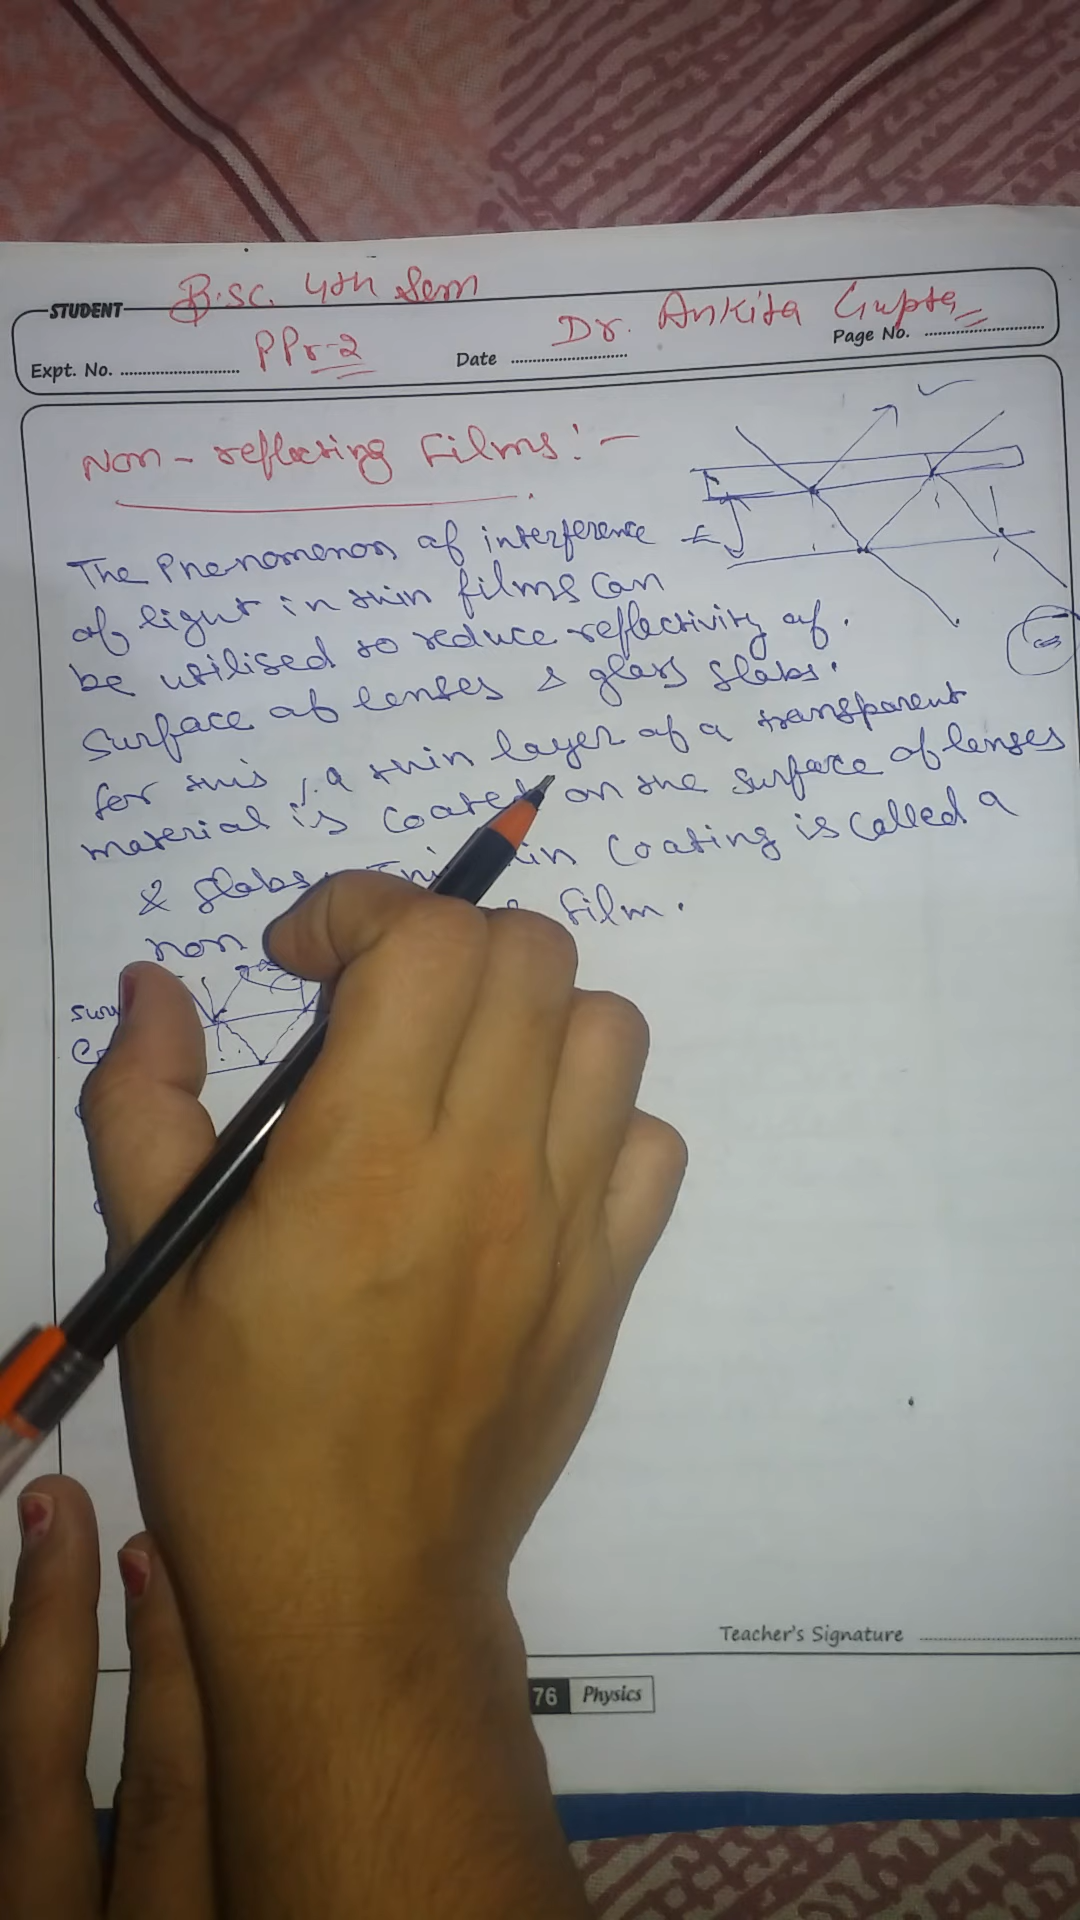 STUDENT
B.sc. 4th Sem
Expt. No.
PPr-2
Date
Dr. Ankita Gupta
Page No.
Non-reflecting Films:-
The Phenomenon of interference
of light in thin films can
be utilised to reduce reflectivity of
Surface of lenses & glass slabs.
for this, a thin layer of a transparent
material is coated on the surface of lenses
& slabs. coating is called a
non film.
t
Teacher's Signature
76 Physics